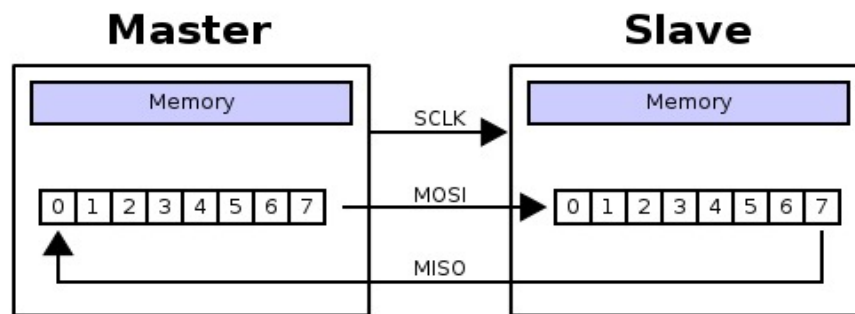 Master Slave
Memory Memory
SCLK
0 1 2 3 4 5 6 7 MOSI 0 1 2 3 4 5 6 7
MISO